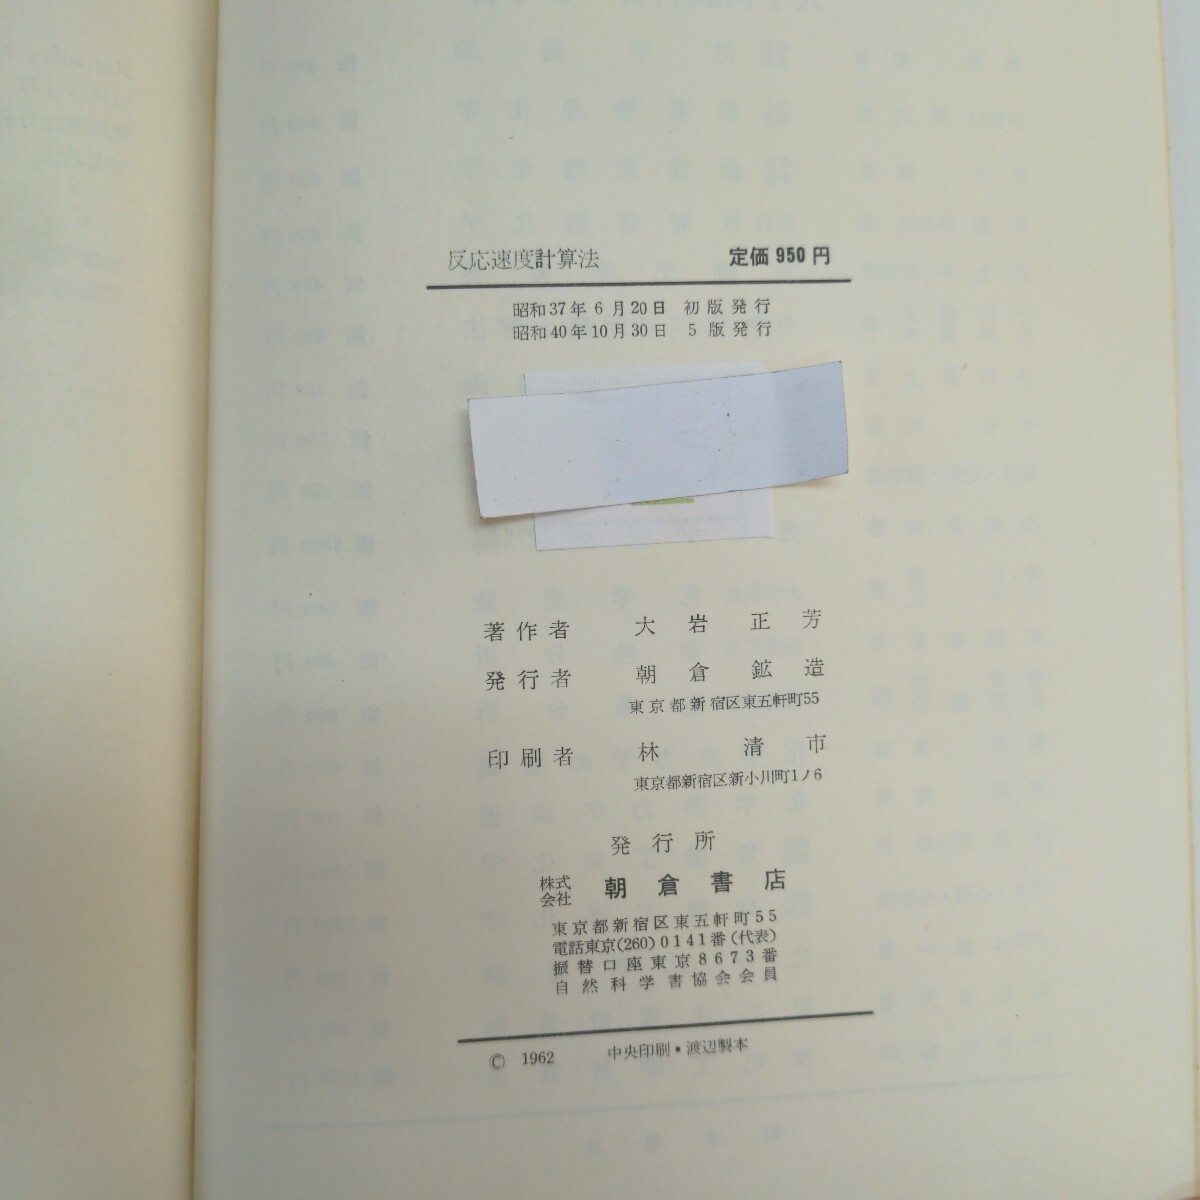 反応速度計算法 定価 950 円
昭和37年 6 月20日 初版発行
昭和40年10月30日 5 版発行
著作者 大岩正芳
発行者 朝倉鉱造
東京都新宿区東五軒町55
印刷者 林清市
東京都新宿区新小川町1ノ6
発行所
株式会社 朝倉書店
東京都新宿区東五軒町55
電話東京(260)0141番(代表)
振替口座東京8673番
自然科学書協会会員
© 1962 中央印刷・渡辺製本